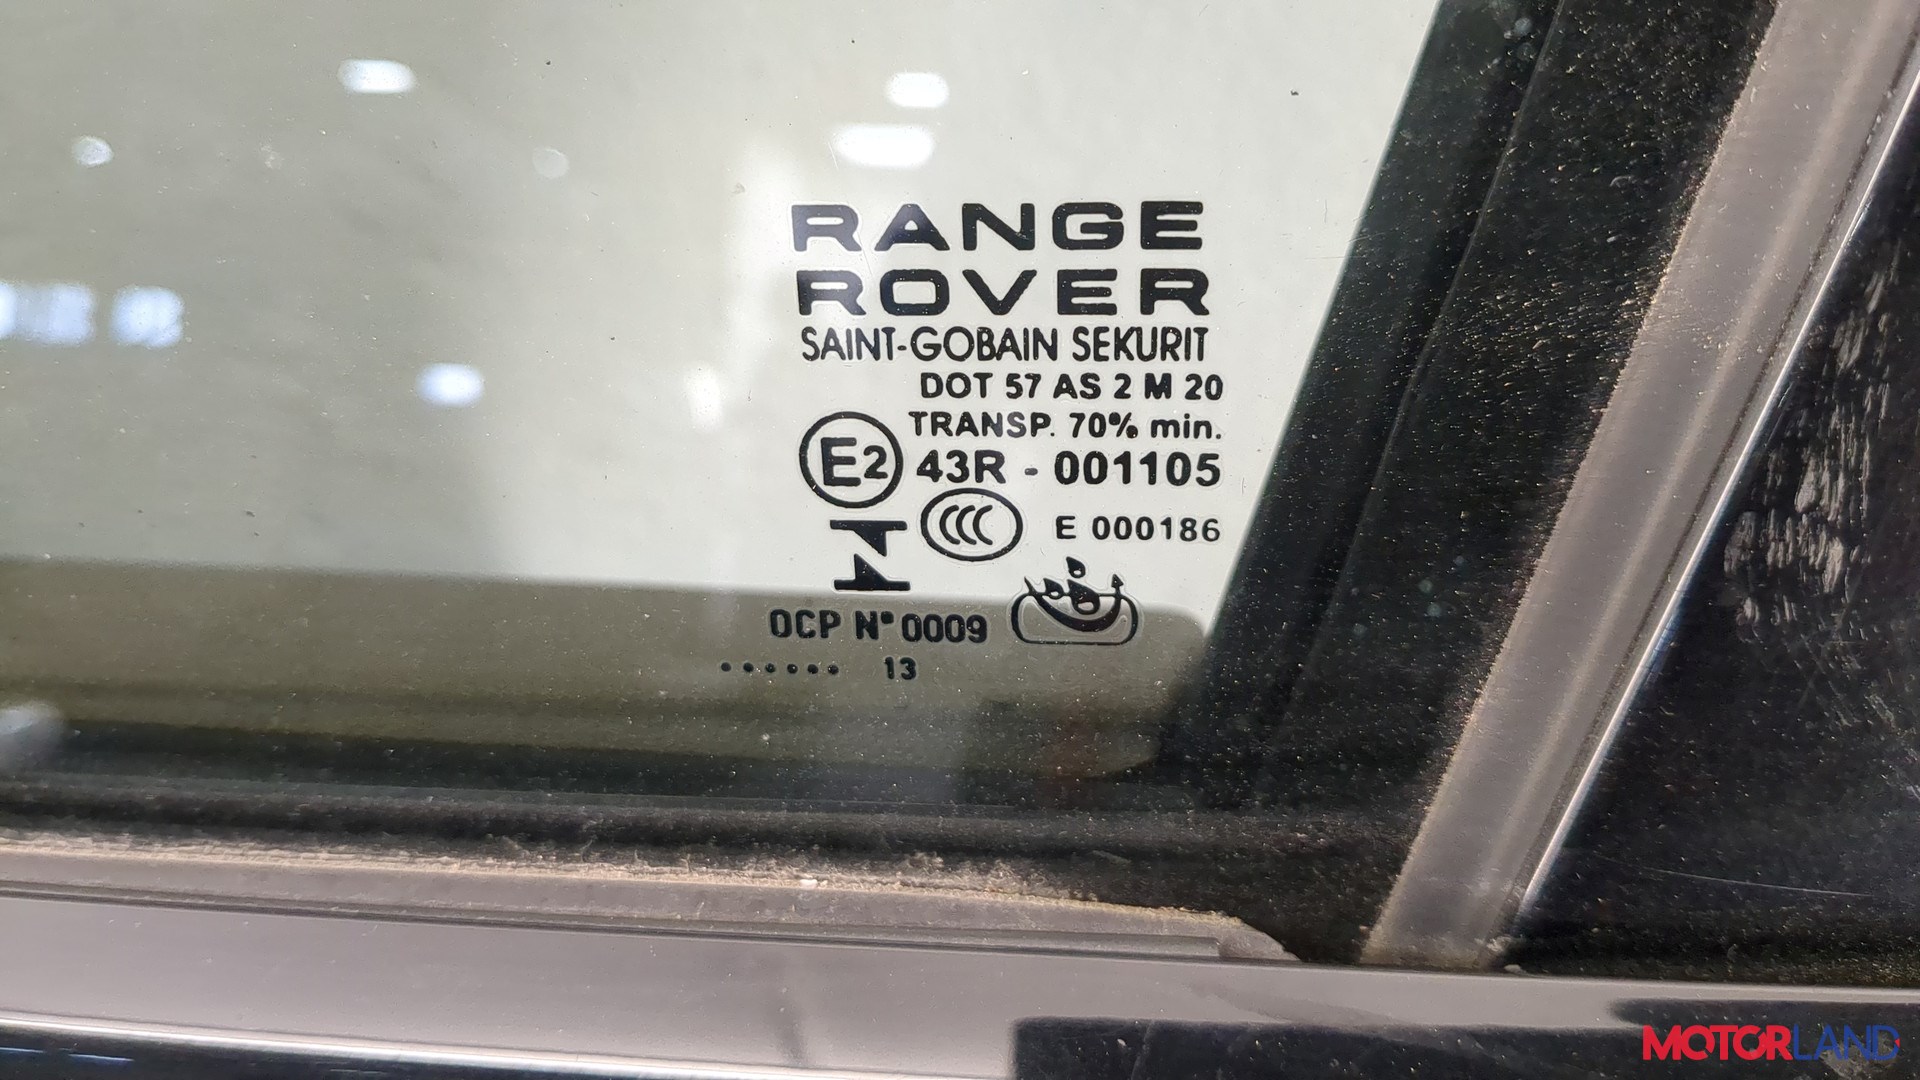 RANGE
ROVER
SAINT-GOBAIN SEKURIT
DOT 57 AS 2 M 20
TRANSP. 70% min.
E2 43R - 001105
CCC E 000186
OCP N° 0009
...... 13
MOTORLAND